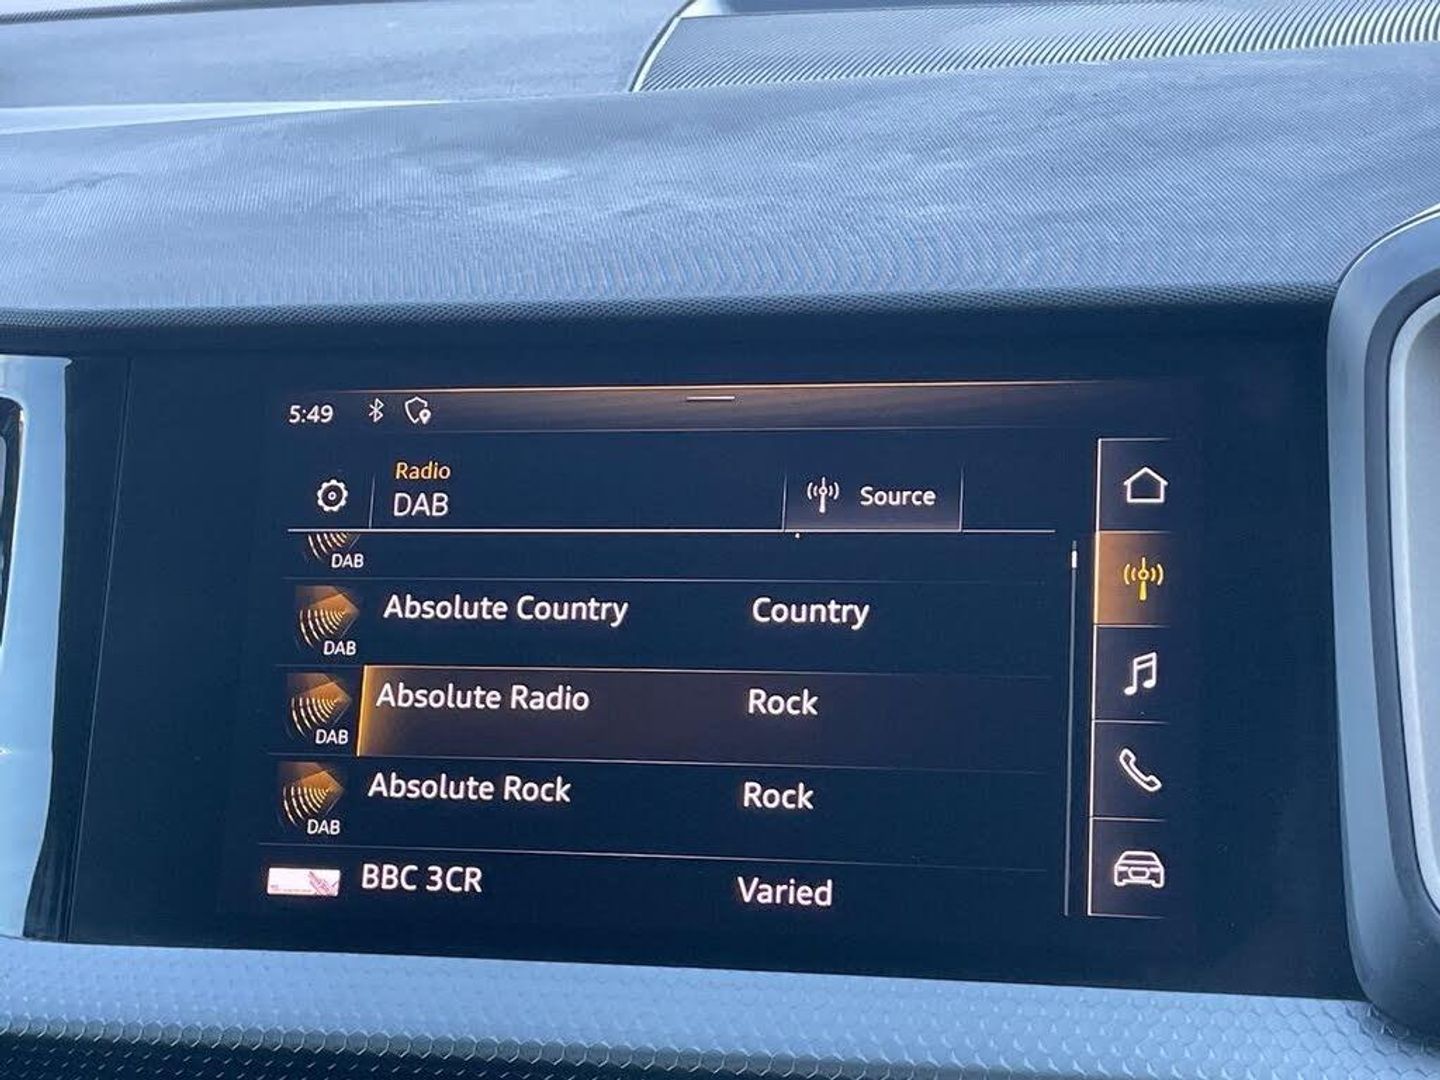 5:49
Radio
DAB
Source
DAB
Absolute Country Country
DAB
Absolute Radio Rock
DAB
Absolute Rock Rock
DAB
BBC 3CR Varied